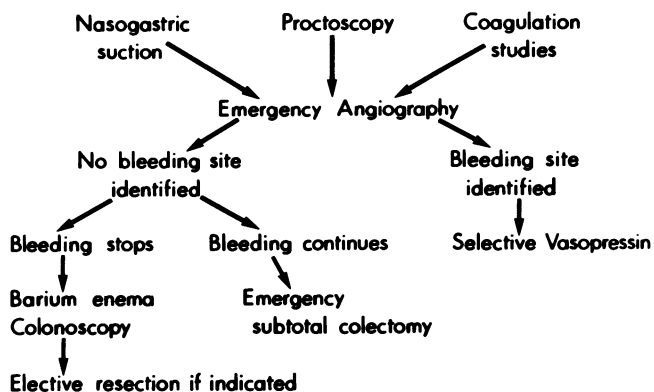 Nasogastric suction
Proctoscopy
Coagulation studies
Emergency Angiography
No bleeding site identified
Bleeding site identified
Bleeding stops
Bleeding continues
Selective Vasopressin
Barium enema
Colonoscopy
Emergency
subtotal colectomy
Elective resection if indicated